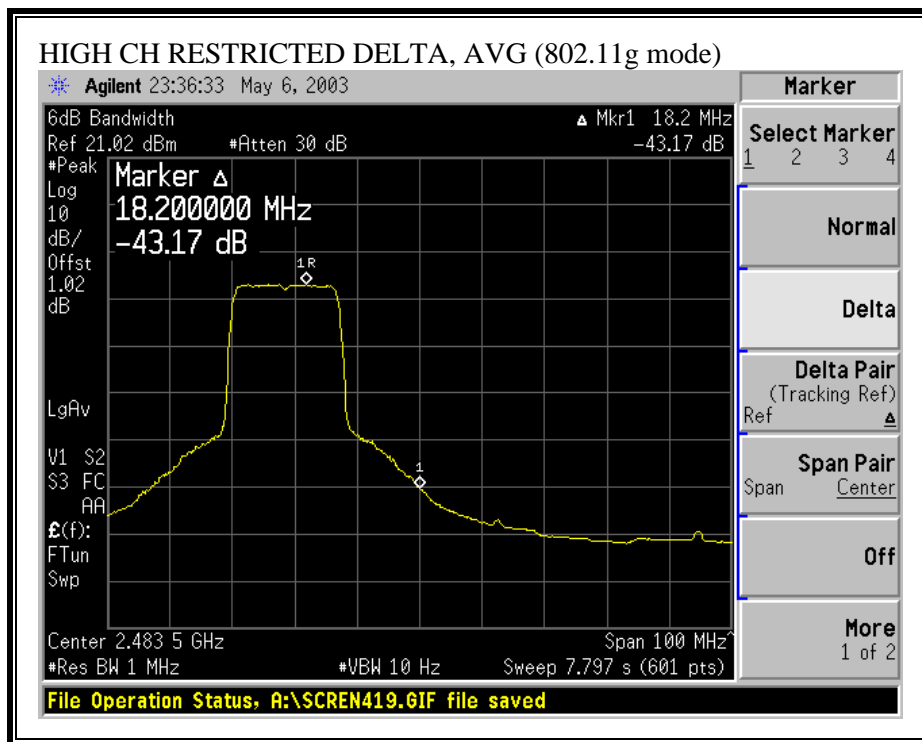 HIGH CH RESTRICTED DELTA, AVG (802.11g mode)
Agilent 23:36:33 May 6, 2003
6dB Bandwidth
Δ Mkr1 18.2 MHz
Ref 21.02 dBm
#Atten 30 dB
-43.17 dB
#Peak
Log
10
dB/
Offst
1.02
dB
LgAv
V1 S2
S3 FC
AA
£(f):
FTun
Swp
Marker Δ
18.200000 MHz
-43.17 dB
1R
1
Center 2.483 5 GHz
Span 100 MHz^
#Res BW 1 MHz
#VBW 10 Hz
Sweep 7.797 s (601 pts)
File Operation Status, A:\SCREN419.GIF file saved
Marker
Select Marker
1 2 3 4
Normal
Delta
Delta Pair
(Tracking Ref)
Ref Δ
Span Pair
Span Center
Off
More
1 of 2